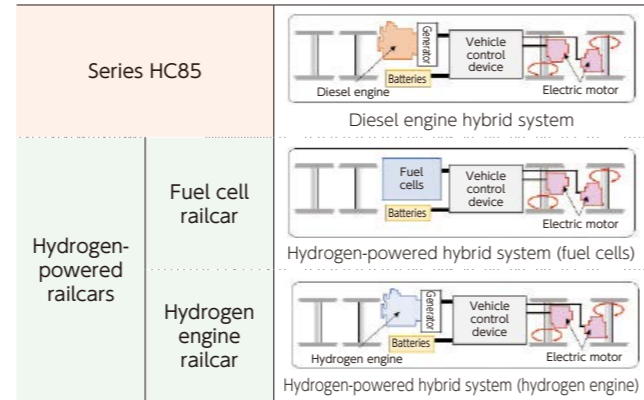 Series HC85
Generator
Vehicle
control
device
Batteries
Diesel engine
Electric motor
Diesel engine hybrid system
Hydrogen-
powered
railcars
Fuel cell
railcar
Fuel
cells
Vehicle
control
device
Batteries
Electric motor
Hydrogen-powered hybrid system (fuel cells)
Hydrogen
engine
railcar
Generator
Vehicle
control
device
Batteries
Hydrogen engine
Electric motor
Hydrogen-powered hybrid system (hydrogen engine)